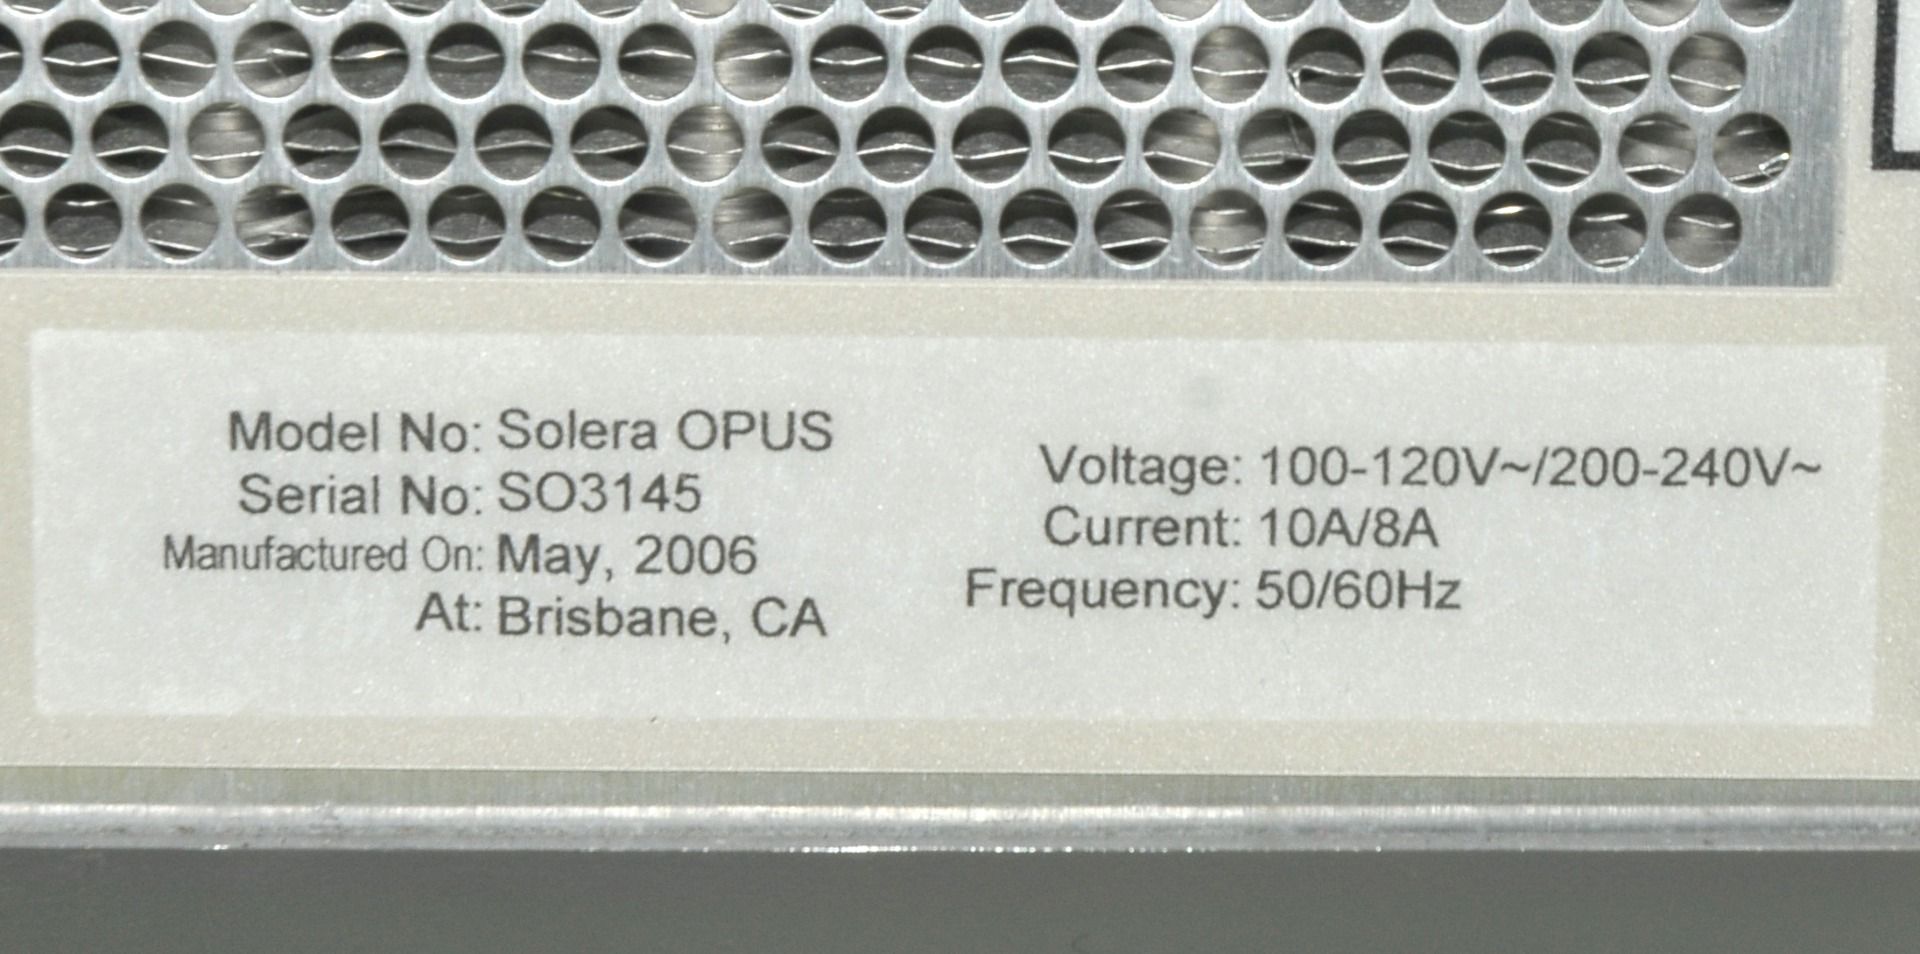 Model No: Solera OPUS
Serial No: SO3145
Manufactured On: May, 2006
At: Brisbane, CA
Voltage: 100-120V~/200-240V~
Current: 10A/8A
Frequency: 50/60Hz